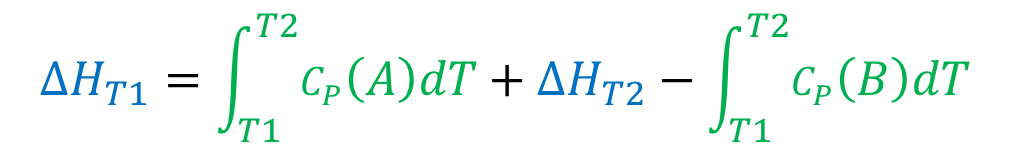 ΔH_{T1} = ∫_{T1}^{T2} C_P(A)dT + ΔH_{T2} − ∫_{T1}^{T2} C_P(B)dT